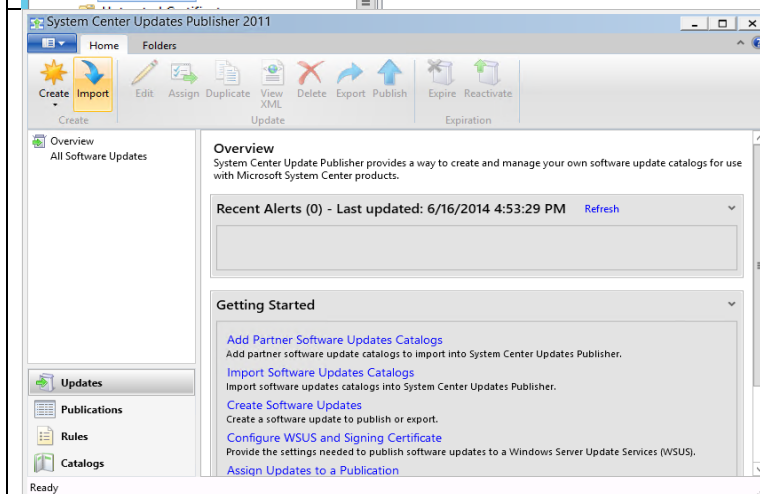 System Center Updates Publisher 2011
Home Folders
Create Import Edit Assign Duplicate View XML Delete Export Publish Expire Reactivate
Create Update Expiration
Overview
All Software Updates
Overview
System Center Update Publisher provides a way to create and manage your own software update catalogs for use
with Microsoft System Center products.
Recent Alerts (0) - Last updated: 6/16/2014 4:53:29 PM Refresh
Getting Started
Add Partner Software Updates Catalogs
Add partner software update catalogs to import into System Center Updates Publisher.
Import Software Updates Catalogs
Import software updates catalogs into System Center Updates Publisher.
Create Software Updates
Create a software update to publish or export.
Configure WSUS and Signing Certificate
Provide the settings needed to publish software updates to a Windows Server Update Services (WSUS).
Assign Updates to a Publication
Updates
Publications
Rules
Catalogs
Ready